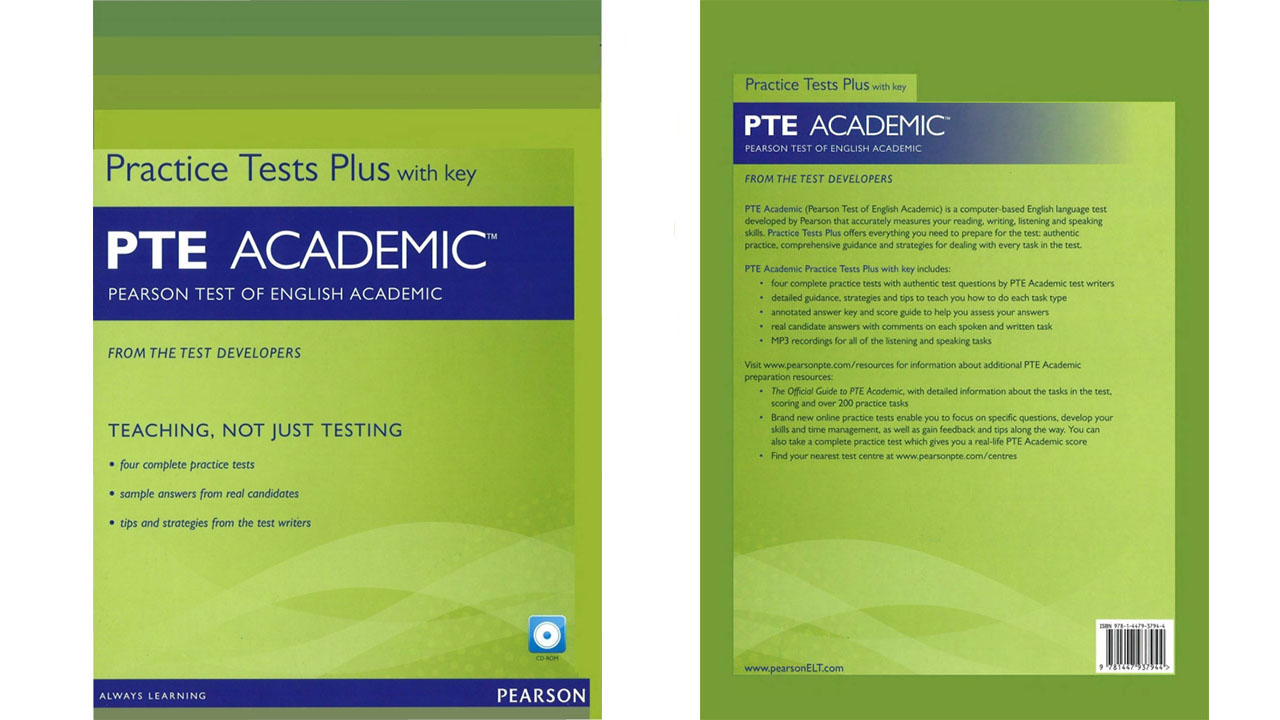 Practice Tests Plus with key
PTE ACADEMIC™
PEARSON TEST OF ENGLISH ACADEMIC
FROM THE TEST DEVELOPERS
TEACHING, NOT JUST TESTING
• four complete practice tests
• sample answers from real candidates
• tips and strategies from the test writers
CD-ROM
ALWAYS LEARNING
PEARSON
Practice Tests Plus with key
PTE ACADEMIC™
PEARSON TEST OF ENGLISH ACADEMIC
FROM THE TEST DEVELOPERS
PTE Academic (Pearson Test of English Academic) is a computer-based English language test
developed by Pearson that accurately measures your reading, writing, listening and speaking
skills. Practice Tests Plus offers everything you need to prepare for the test: authentic
practice, comprehensive guidance and strategies for dealing with every task in the test.
PTE Academic Practice Tests Plus with key includes:
• four complete practice tests with authentic test questions by PTE Academic test writers
• detailed guidance, strategies and tips to teach you how to do each task type
• annotated answer key and score guide to help you assess your answers
• real candidate answers with comments on each spoken and written task
• MP3 recordings for all of the listening and speaking tasks
Visit www.pearsonpte.com/resources for information about additional PTE Academic
preparation resources:
• The Official Guide to PTE Academic, with detailed information about the tasks in the test,
scoring and over 200 practice tasks
• Brand new online practice tests enable you to focus on specific questions, develop your
skills and time management, as well as gain feedback and tips along the way. You can
also take a complete practice test which gives you a real-life PTE Academic score
• Find your nearest test centre at www.pearsonpte.com/centres
www.pearsonELT.com
ISBN 978-1-4479-3794-4
9 781447 937944 >